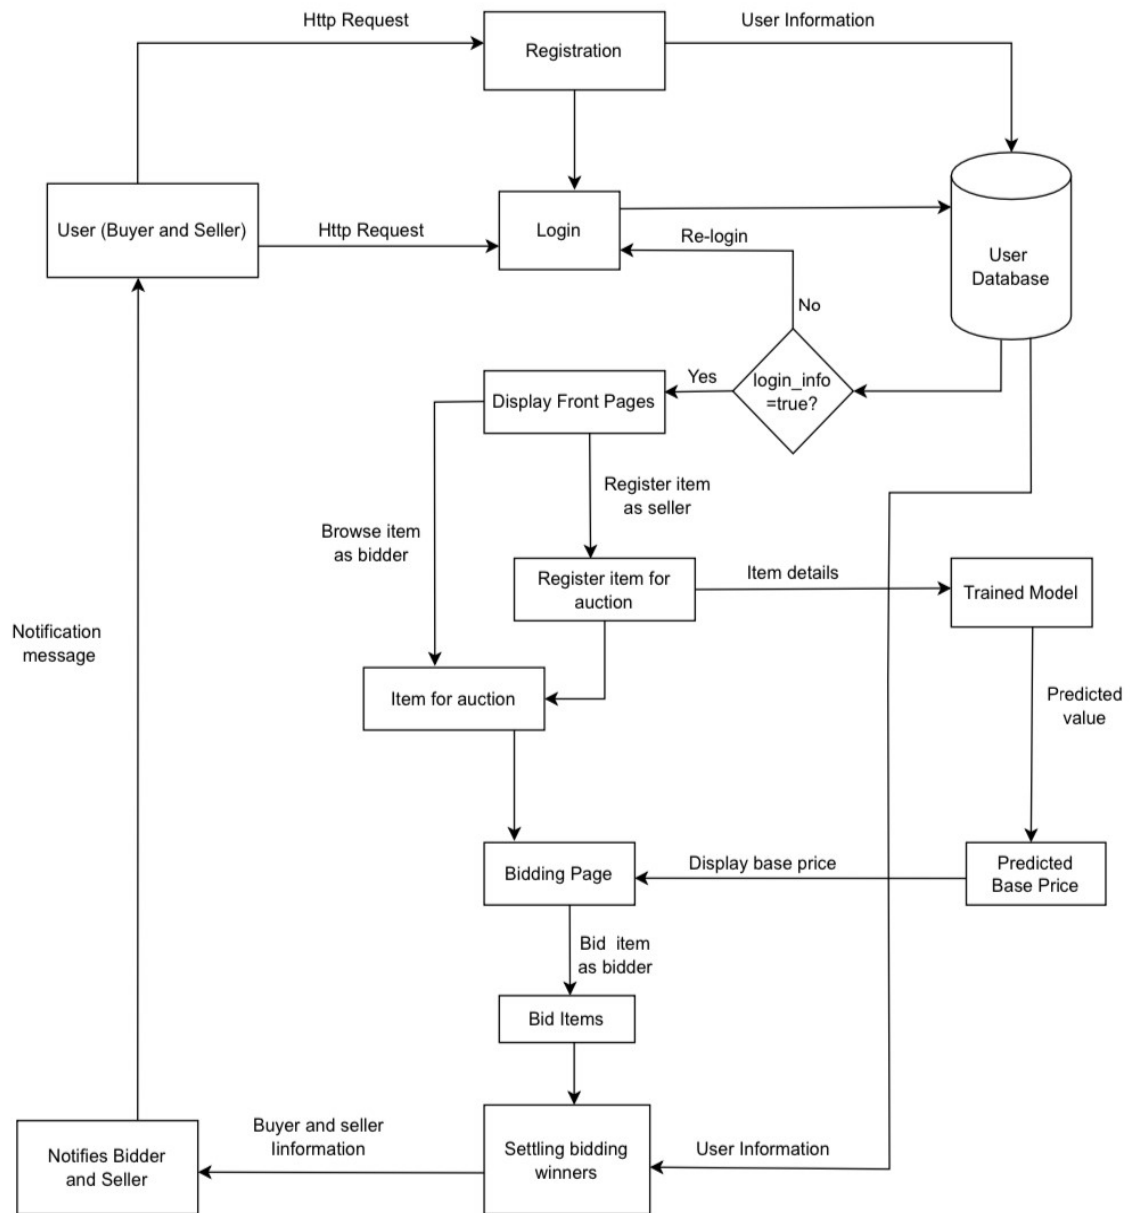 Http Request
User Information
Registration
User (Buyer and Seller)
Http Request
Login
Re-login
User
Database
No
Yes
login_info
=true?
Display Front Pages
Register item
as seller
Browse item
as bidder
Register item for
auction
Item details
Trained Model
Notification
message
Item for auction
Predicted
value
Bidding Page
Display base price
Predicted
Base Price
Bid item
as bidder
Bid Items
Buyer and seller
linformation
Notifies Bidder
and Seller
Settling bidding
winners
User Information